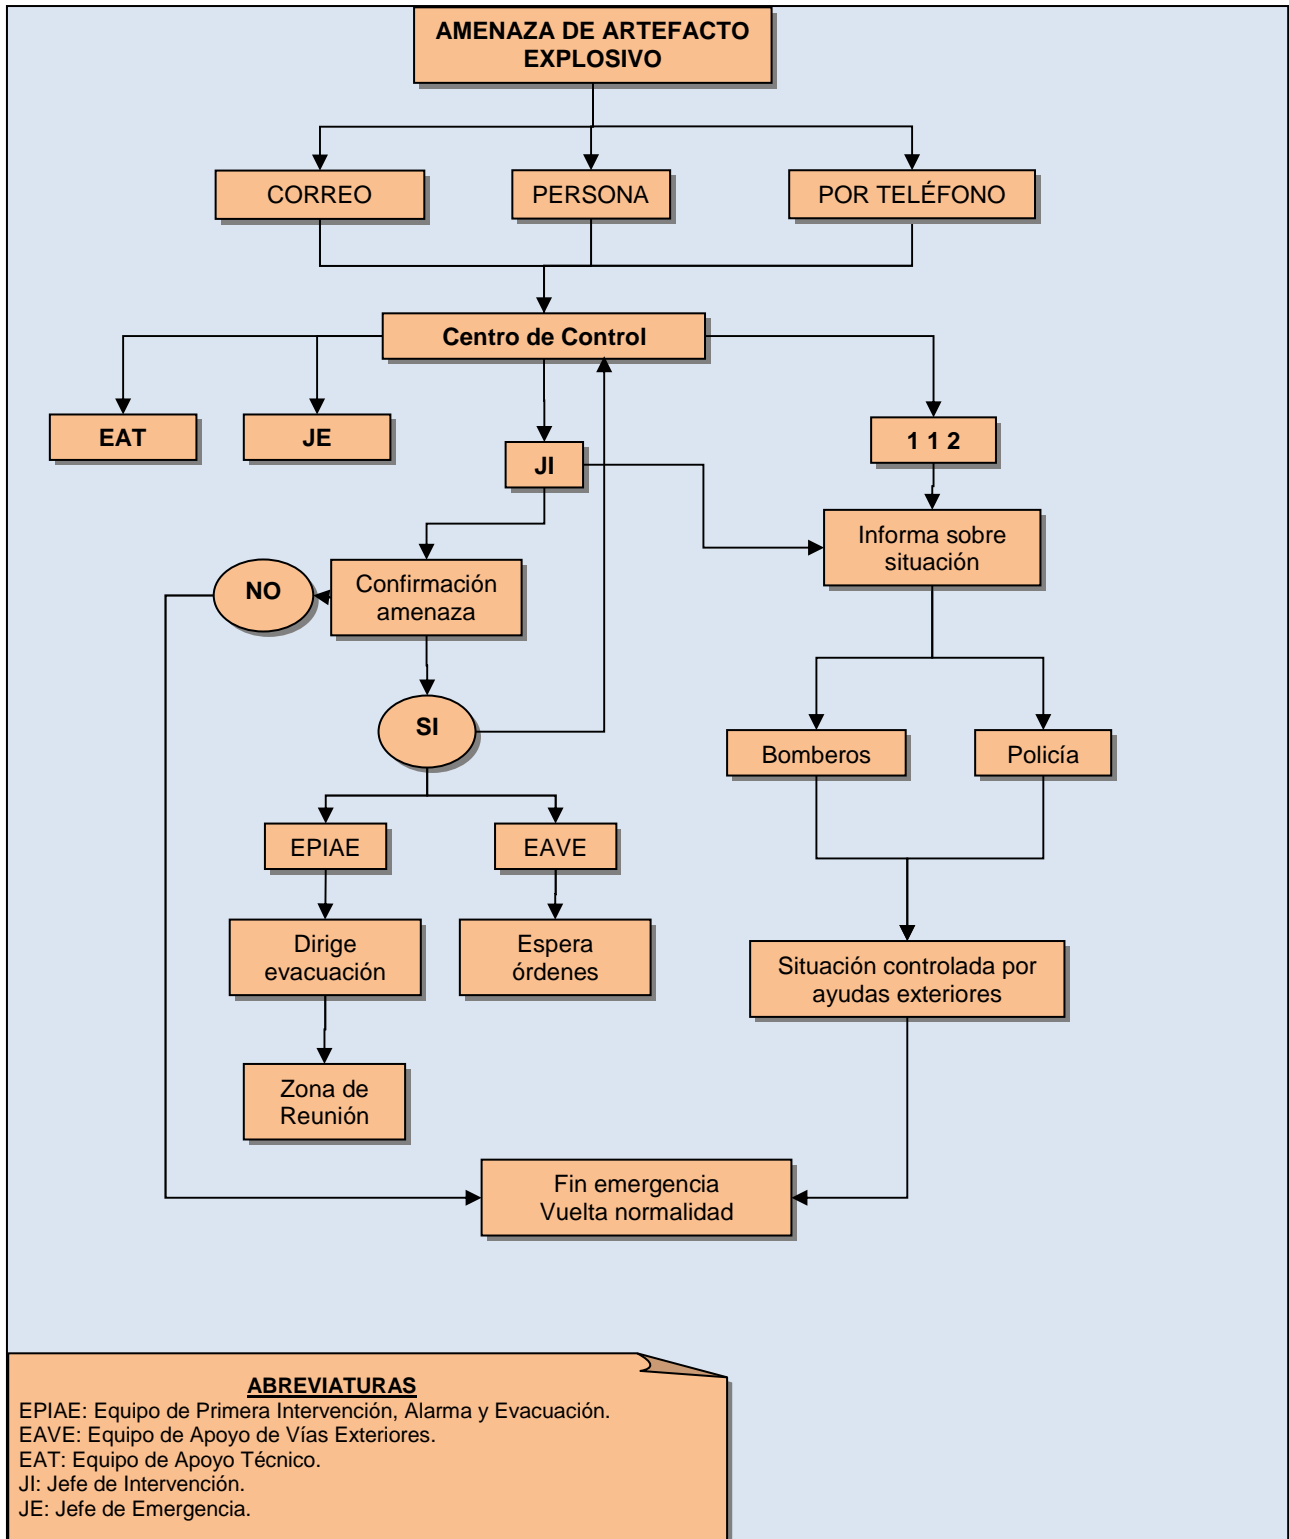 AMENAZA DE ARTEFACTO
EXPLOSIVO
CORREO
PERSONA
POR TELÉFONO
Centro de Control
EAT
JE
1 1 2
JI
Informa sobre
situación
NO
Confirmación
amenaza
SI
Bomberos
Policía
EPIAE
EAVE
Dirige
evacuación
Espera
órdenes
Situación controlada por
ayudas exteriores
Zona de
Reunión
Fin emergencia
Vuelta normalidad
ABREVIATURAS
EPIAE: Equipo de Primera Intervención, Alarma y Evacuación.
EAVE: Equipo de Apoyo de Vías Exteriores.
EAT: Equipo de Apoyo Técnico.
JI: Jefe de Intervención.
JE: Jefe de Emergencia.